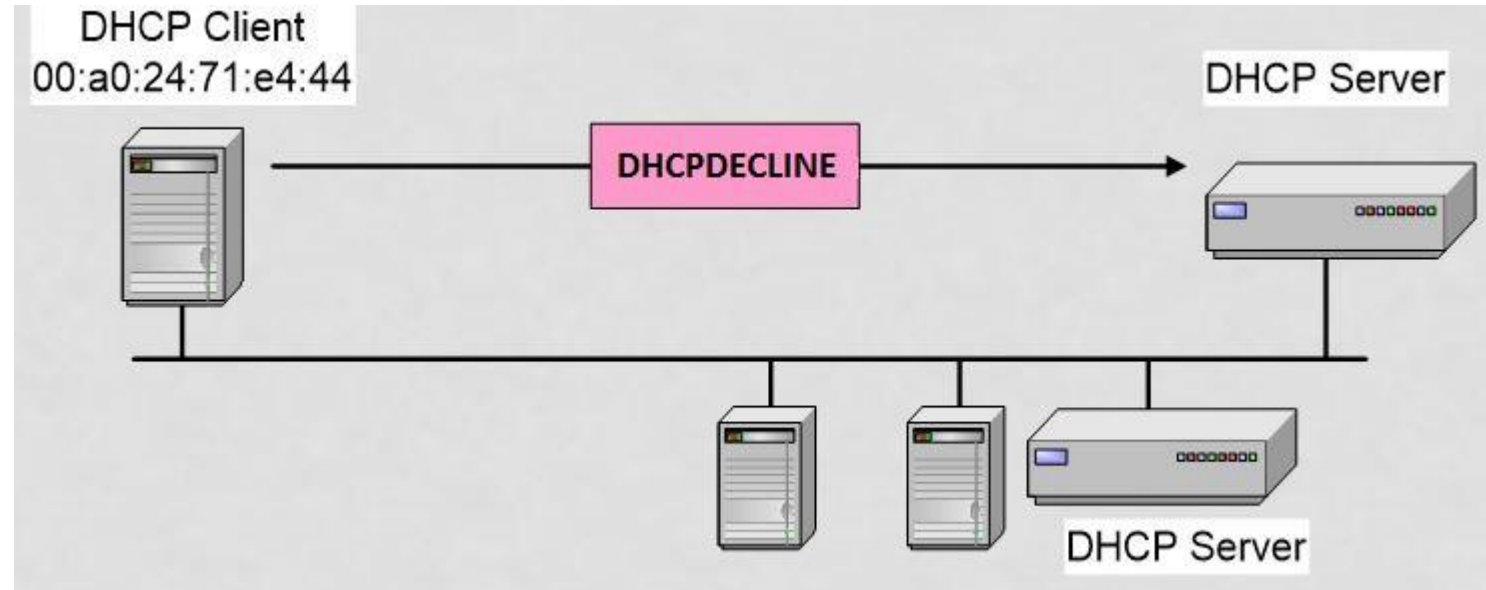 DHCP Client
00:a0:24:71:e4:44
DHCP Server
DHCPDECLINE
DHCP Server